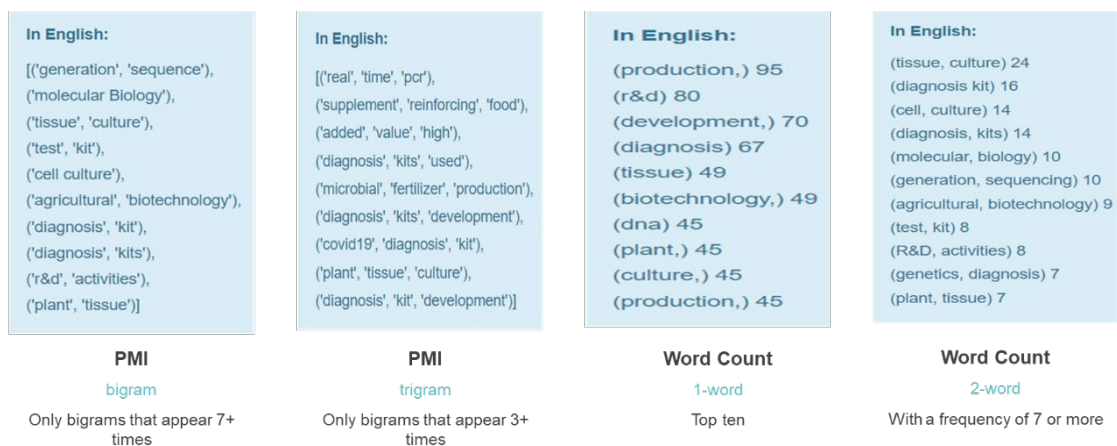 In English:
[('generation', 'sequence'),
('molecular Biology'),
('tissue', 'culture'),
('test', 'kit'),
('cell culture'),
('agricultural', 'biotechnology'),
('diagnosis', 'kit'),
('diagnosis', 'kits'),
('r&d', 'activities'),
('plant', 'tissue')]
PMI
bigram
Only bigrams that appear 7+
times
In English:
[('real', 'time', 'pcr'),
('supplement', 'reinforcing', 'food'),
('added', 'value', 'high'),
('diagnosis', 'kits', 'used'),
('microbial', 'fertilizer', 'production'),
('diagnosis', 'kits', 'development'),
('covid19', 'diagnosis', 'kit'),
('plant', 'tissue', 'culture'),
('diagnosis', 'kit', 'development')]
PMI
trigram
Only bigrams that appear 3+
times
In English:
(production,) 95
(r&d) 80
(development,) 70
(diagnosis) 67
(tissue) 49
(biotechnology,) 49
(dna) 45
(plant,) 45
(culture,) 45
(production,) 45
Word Count
1-word
Top ten
In English:
(tissue, culture) 24
(diagnosis kit) 16
(cell, culture) 14
(diagnosis, kits) 14
(molecular, biology) 10
(generation, sequencing) 10
(agricultural, biotechnology) 9
(test, kit) 8
(R&D, activities) 8
(genetics, diagnosis) 7
(plant, tissue) 7
Word Count
2-word
With a frequency of 7 or more